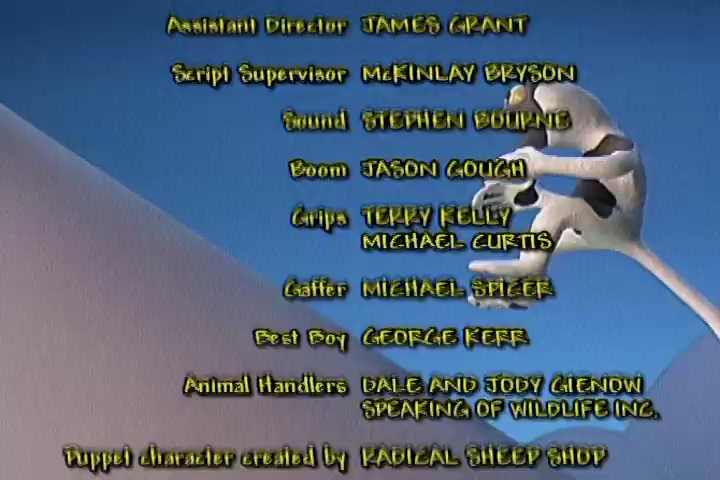 Assistant Director JAMES GRANT
Script Supervisor McKINLAY BRYSON
Sound STEPHEN BOURNE
Boom JASON GOUGH
Grips TERRY KELLY
MICHAEL CURTIS
Gaffer MICHAEL SPICER
Best Boy GEORGE KERR
Animal Handlers DALE AND JODY GIENOW
SPEAKING OF WILDLIFE INC.
Puppet character created by RADICAL SHEEP SHOP